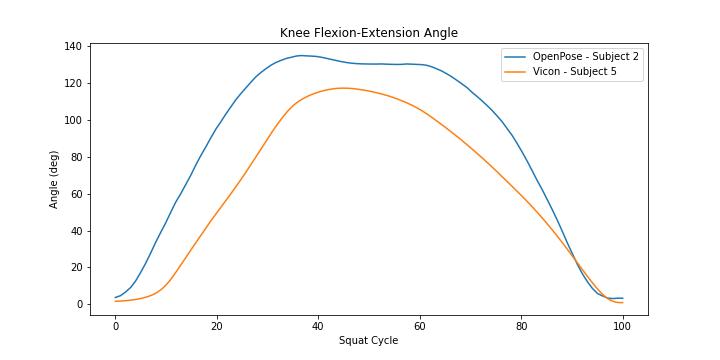 Knee Flexion-Extension Angle
OpenPose - Subject 2
Vicon - Subject 5
Angle (deg)
140
120
100
80
60
40
20
0
0 20 40 60 80 100
Squat Cycle